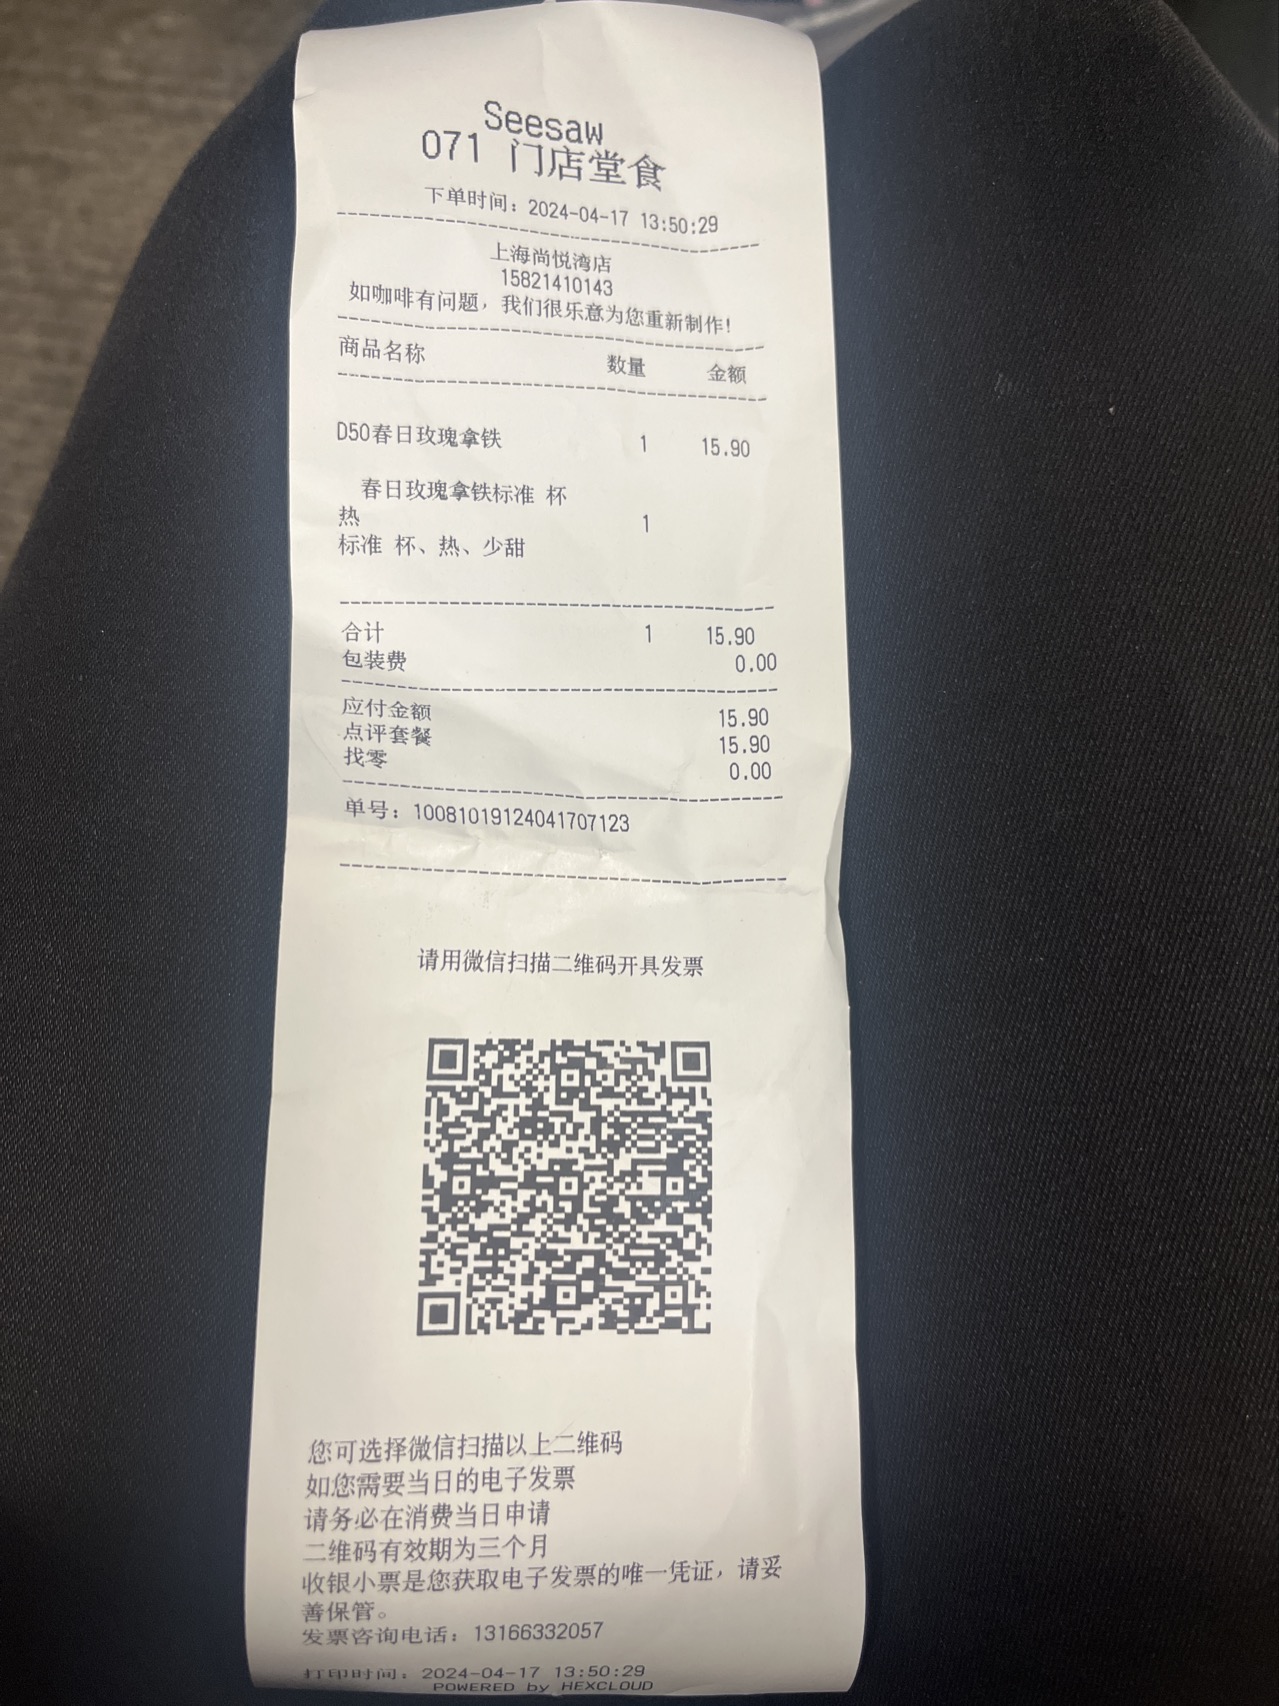 Seesaw
071 门店堂食
下单时间：2024-04-17 13:50:29
上海尚悦湾店
15821410143
如咖啡有问题，我们很乐意为您重新制作！
商品名称 数量 金额
D50春日玫瑰拿铁 1 15.90
春日玫瑰拿铁标准 杯
热 1
标准 杯、热、少甜
合计 1 15.90
包装费 0.00
应付金额 15.90
点评套餐 15.90
找零 0.00
单号：10081019124041707123
请用微信扫描二维码开具发票
您可选择微信扫描以上二维码
如您需要当日的电子发票
请务必在消费当日申请
二维码有效期为三个月
收银小票是您获取电子发票的唯一凭证，请妥
善保管。
发票咨询电话：13166332057
打印时间：2024-04-17 13:50:29
POWERED by HEXCLOUD